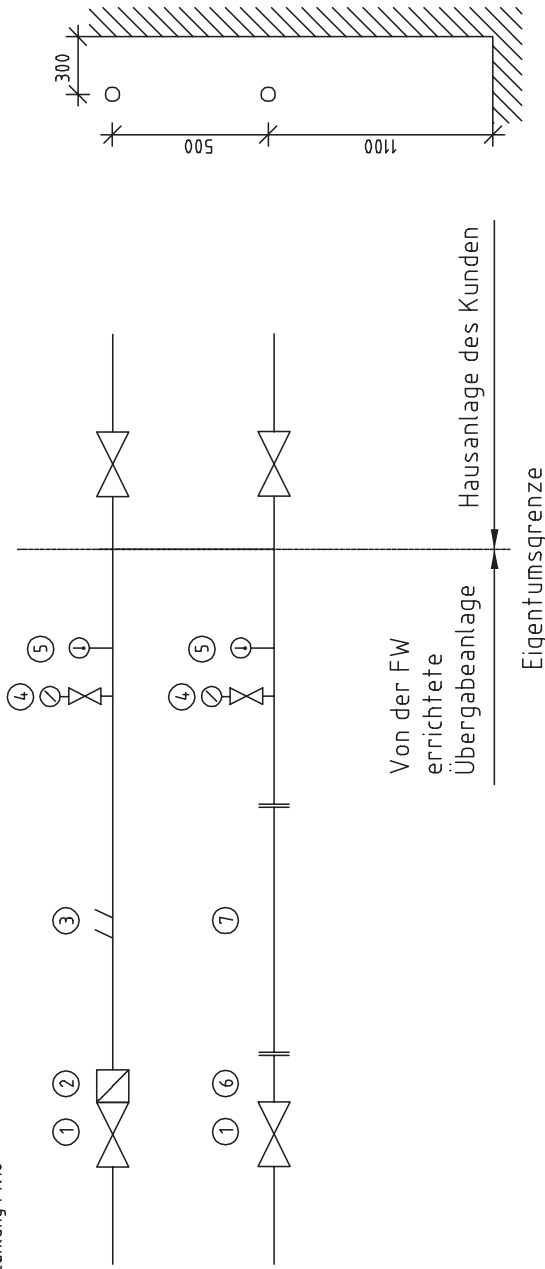 4 5 300
1 2 3
500
4 5
1 6 7
1100
Von der FW
errichtete
Übergabeanlage
Hausanlage des Kunden
Eigentumsgrenze